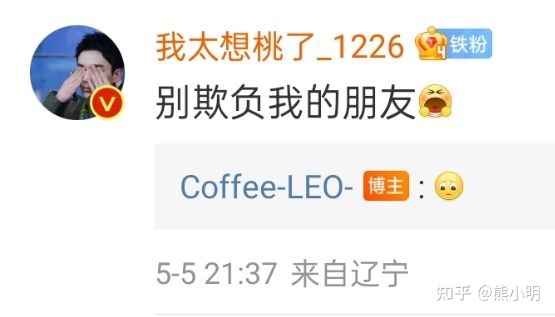 我太想桃了_1226 铁粉
别欺负我的朋友
Coffee-LEO- 博主 :
5-5 21:37 来自辽宁
知乎 @熊小明